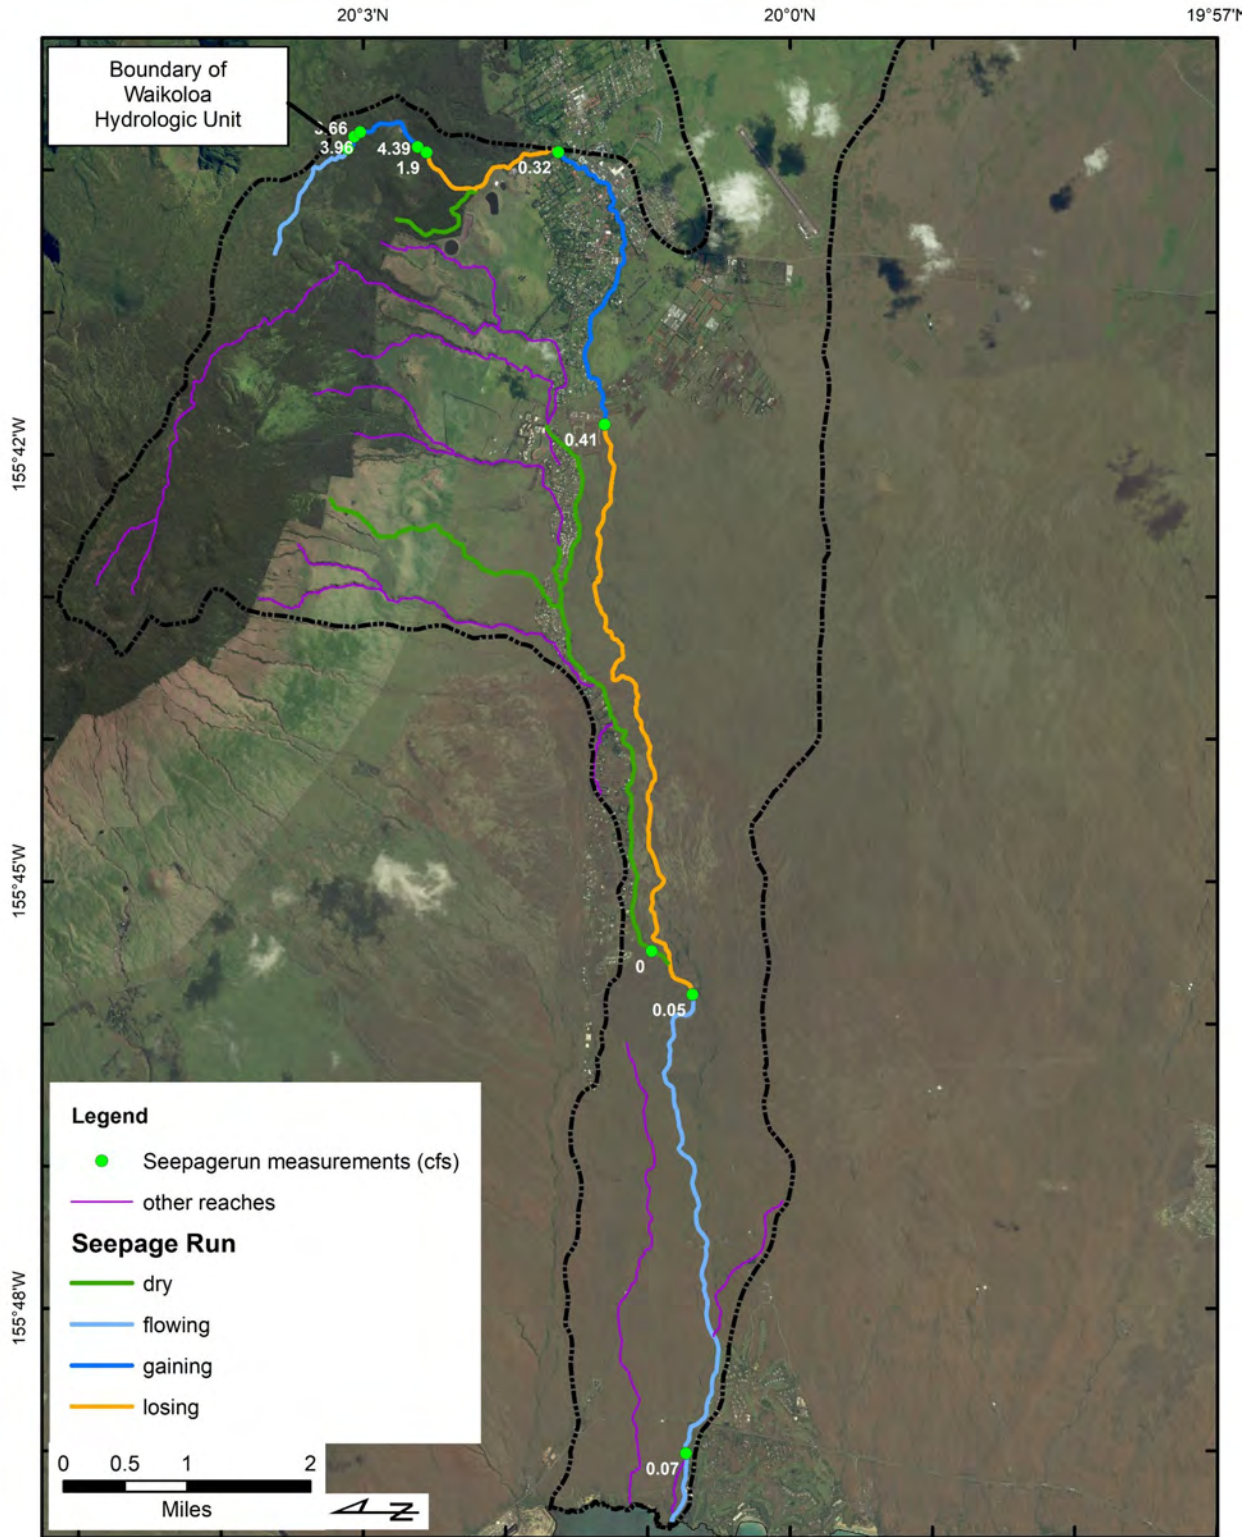 20°3'N
20°0'N
19°57'N
Boundary of
Waikoloa
Hydrologic Unit
3.96
4.39
1.9
0.32
155°42'W
0.41
155°45'W
0
0.05
Legend
Seepagerun measurements (cfs)
other reaches
Seepage Run
dry
flowing
gaining
losing
155°48'W
0 0.5 1 2
Miles
N
0.07